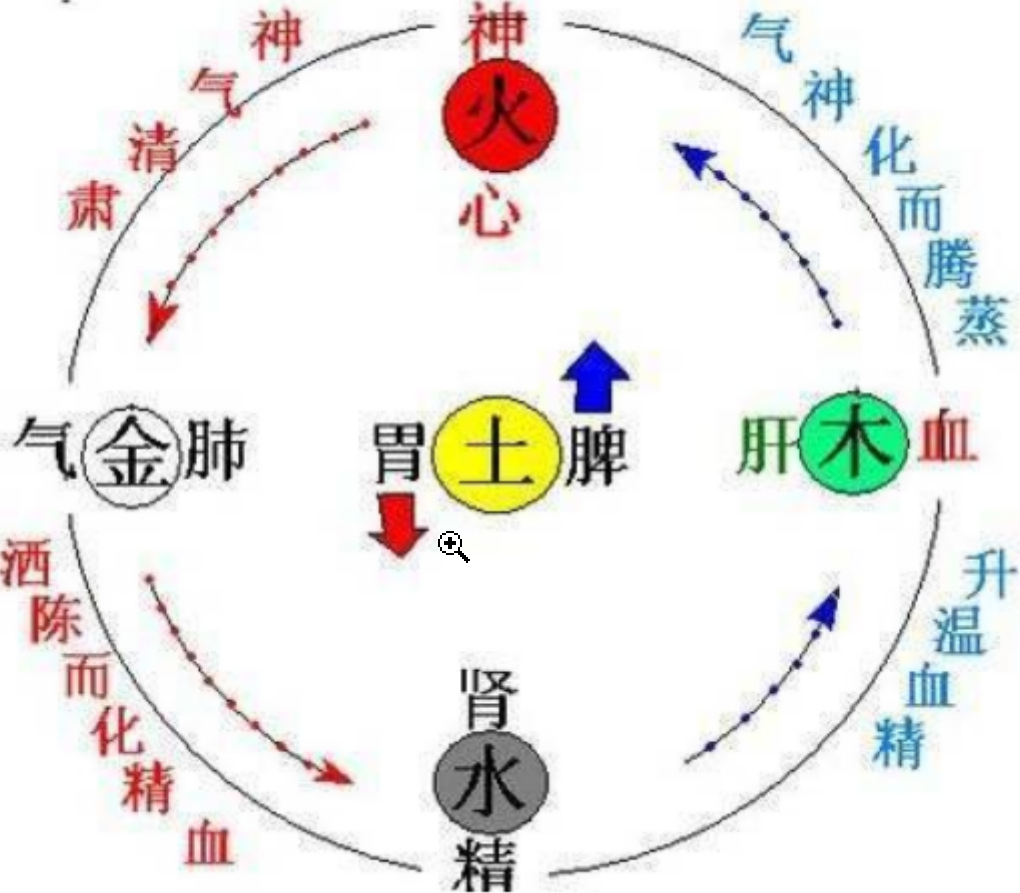 神
火
心
神气清肃
气神化而腾蒸
气 金 肺
胃 土 脾
肝 木 血
洒陈而化精血
精血温升
肾
水
精